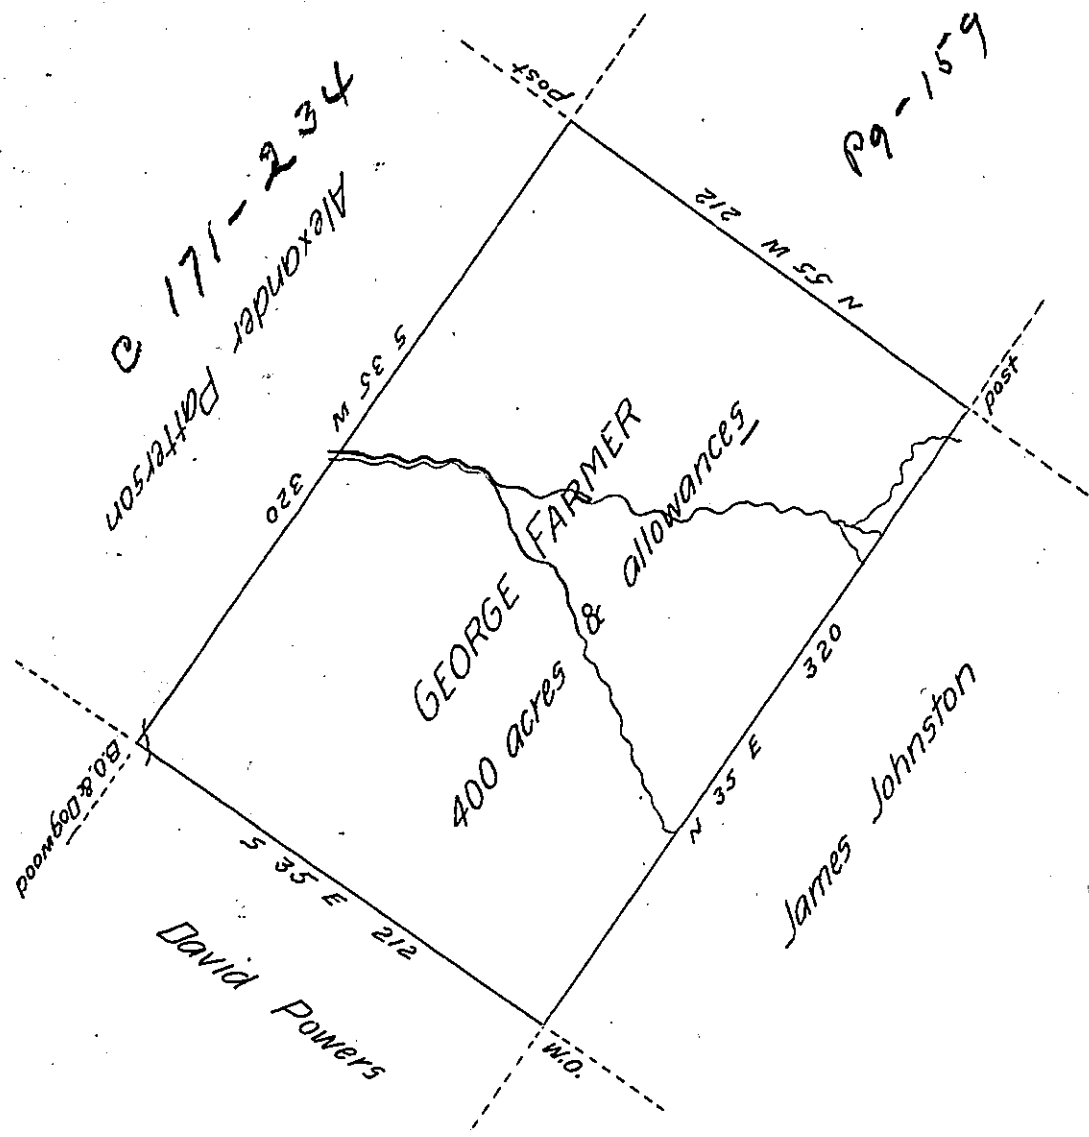 C 171-234
Pg-159
post
Alexander Patterson
S 35 W 320
N 55 W 212
post
GEORGE FARMER
400 acres & allowances
N 35 E 320
James Johnston
B.O. & Dogwood
S 35 E 212
David Powers
W.O.